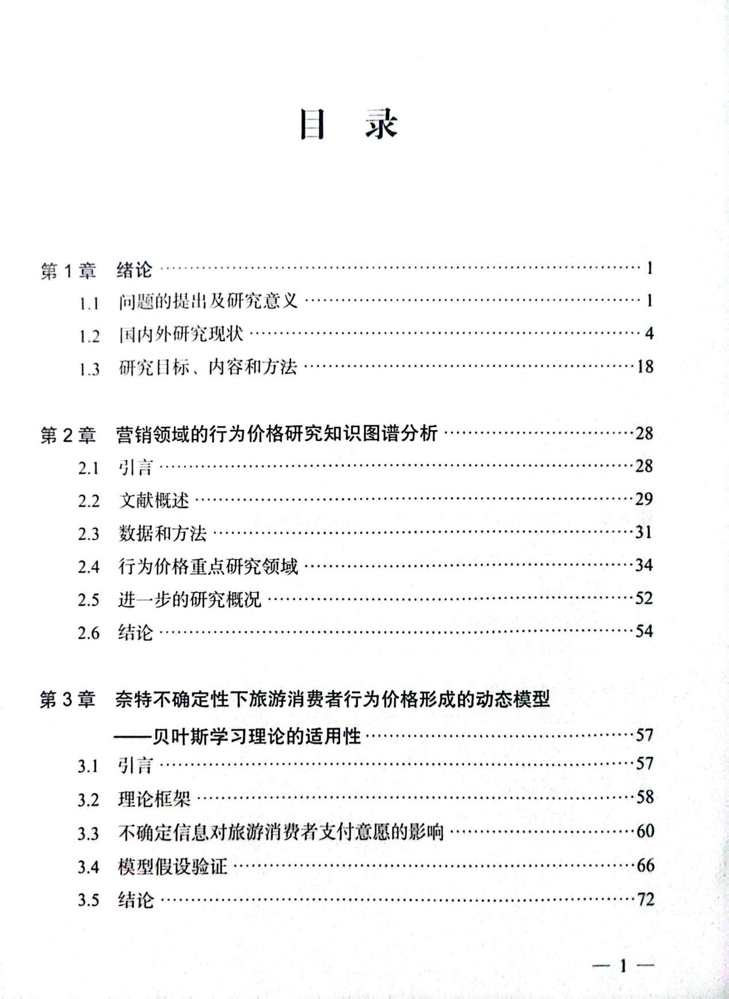 目 录
第1章 绪论 …… 1
1.1 问题的提出及研究意义 …… 1
1.2 国内外研究现状 …… 4
1.3 研究目标、内容和方法 …… 18
第2章 营销领域的行为价格研究知识图谱分析 …… 28
2.1 引言 …… 28
2.2 文献概述 …… 29
2.3 数据和方法 …… 31
2.4 行为价格重点研究领域 …… 34
2.5 进一步的研究概况 …… 52
2.6 结论 …… 54
第3章 奈特不确定性下旅游消费者行为价格形成的动态模型
——贝叶斯学习理论的适用性 …… 57
3.1 引言 …… 57
3.2 理论框架 …… 58
3.3 不确定信息对旅游消费者支付意愿的影响 …… 60
3.4 模型假设验证 …… 66
3.5 结论 …… 72
— 1 —